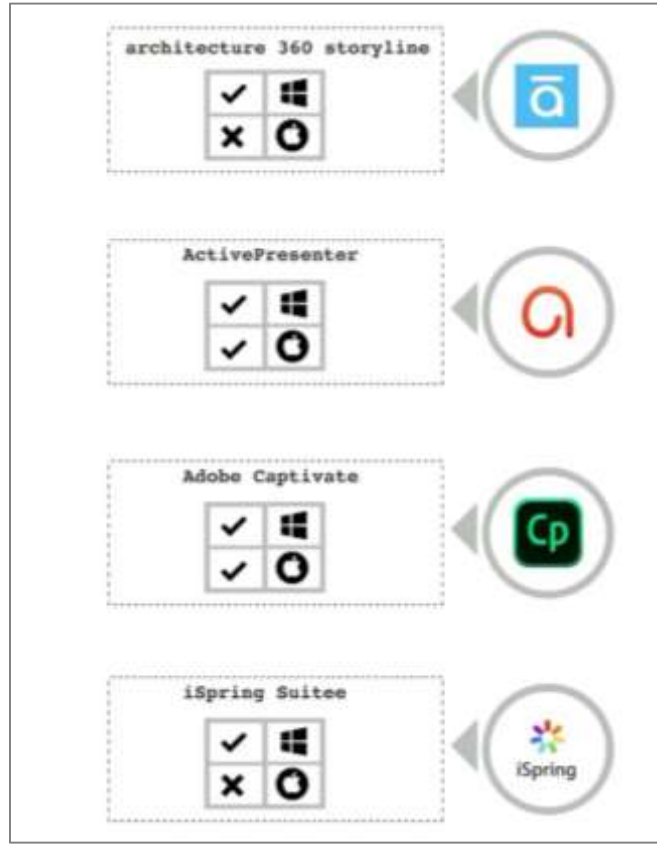 architecture 360 storyline
ā
ActivePresenter
Adobe Captivate
Cp
iSpring Suitee
iSpring